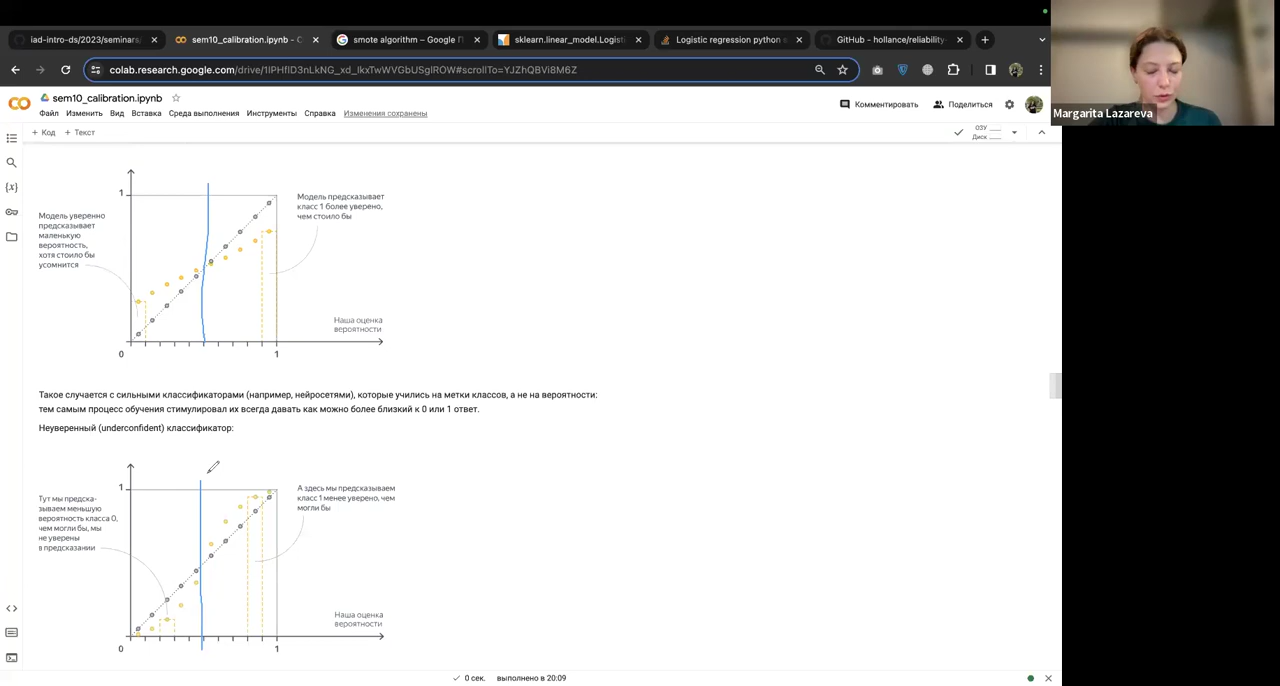 iad-intro-ds/2023/seminars/
sem10_calibration.ipynb - C
smote algorithm – Google П
sklearn.linear_model.Logisti
Logistic regression python s
GitHub - hollance/reliability-
colab.research.google.com/drive/1IPHfID3nLkNG_xd_IkxTwWVGbUSgIROW#scrollTo=YJZhQBVi8M6Z
sem10_calibration.ipynb
Файл Изменить Вид Вставка Среда выполнения Инструменты Справка Изменения сохранены
Комментировать Поделиться
+ Код + Текст
ОЗУ
Диск
Margarita Lazareva
1
Модель уверенно
предсказывает
маленькую
вероятность,
хотя стоило бы
усомнится
Модель предсказывает
класс 1 более уверено,
чем стоило бы
Наша оценка
вероятности
0
1
Такое случается с сильными классификаторами (например, нейросетями), которые учились на метки классов, а не на вероятности:
тем самым процесс обучения стимулировал их всегда давать как можно более близкий к 0 или 1 ответ.
Неуверенный (underconfident) классификатор:
1
Тут мы предска-
зываем меньшую
вероятность класса 0,
чем могли бы, мы
не уверены
в предсказании
А здесь мы предсказываем
класс 1 менее уверено, чем
могли бы
Наша оценка
вероятности
0
1
0 сек. выполнено в 20:09